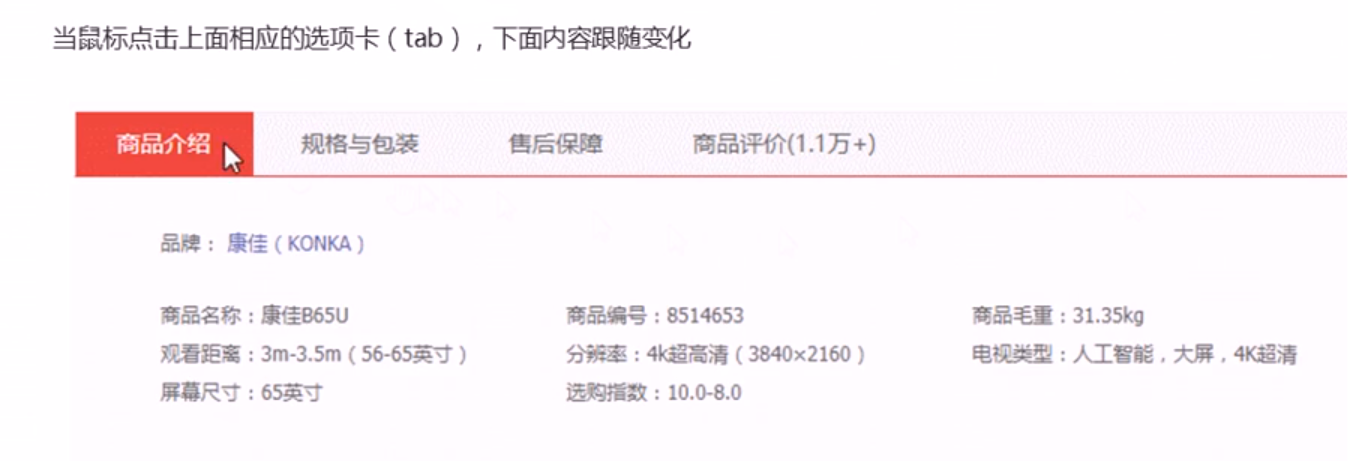 当鼠标点击上面相应的选项卡（tab），下面内容跟随变化
商品介绍 规格与包装 售后保障 商品评价(1.1万+)
品牌： 康佳（KONKA）
商品名称：康佳B65U 商品编号：8514653 商品毛重：31.35kg
观看距离：3m-3.5m（56-65英寸） 分辨率：4k超高清（3840×2160） 电视类型：人工智能，大屏，4K超清
屏幕尺寸：65英寸 选购指数：10.0-8.0